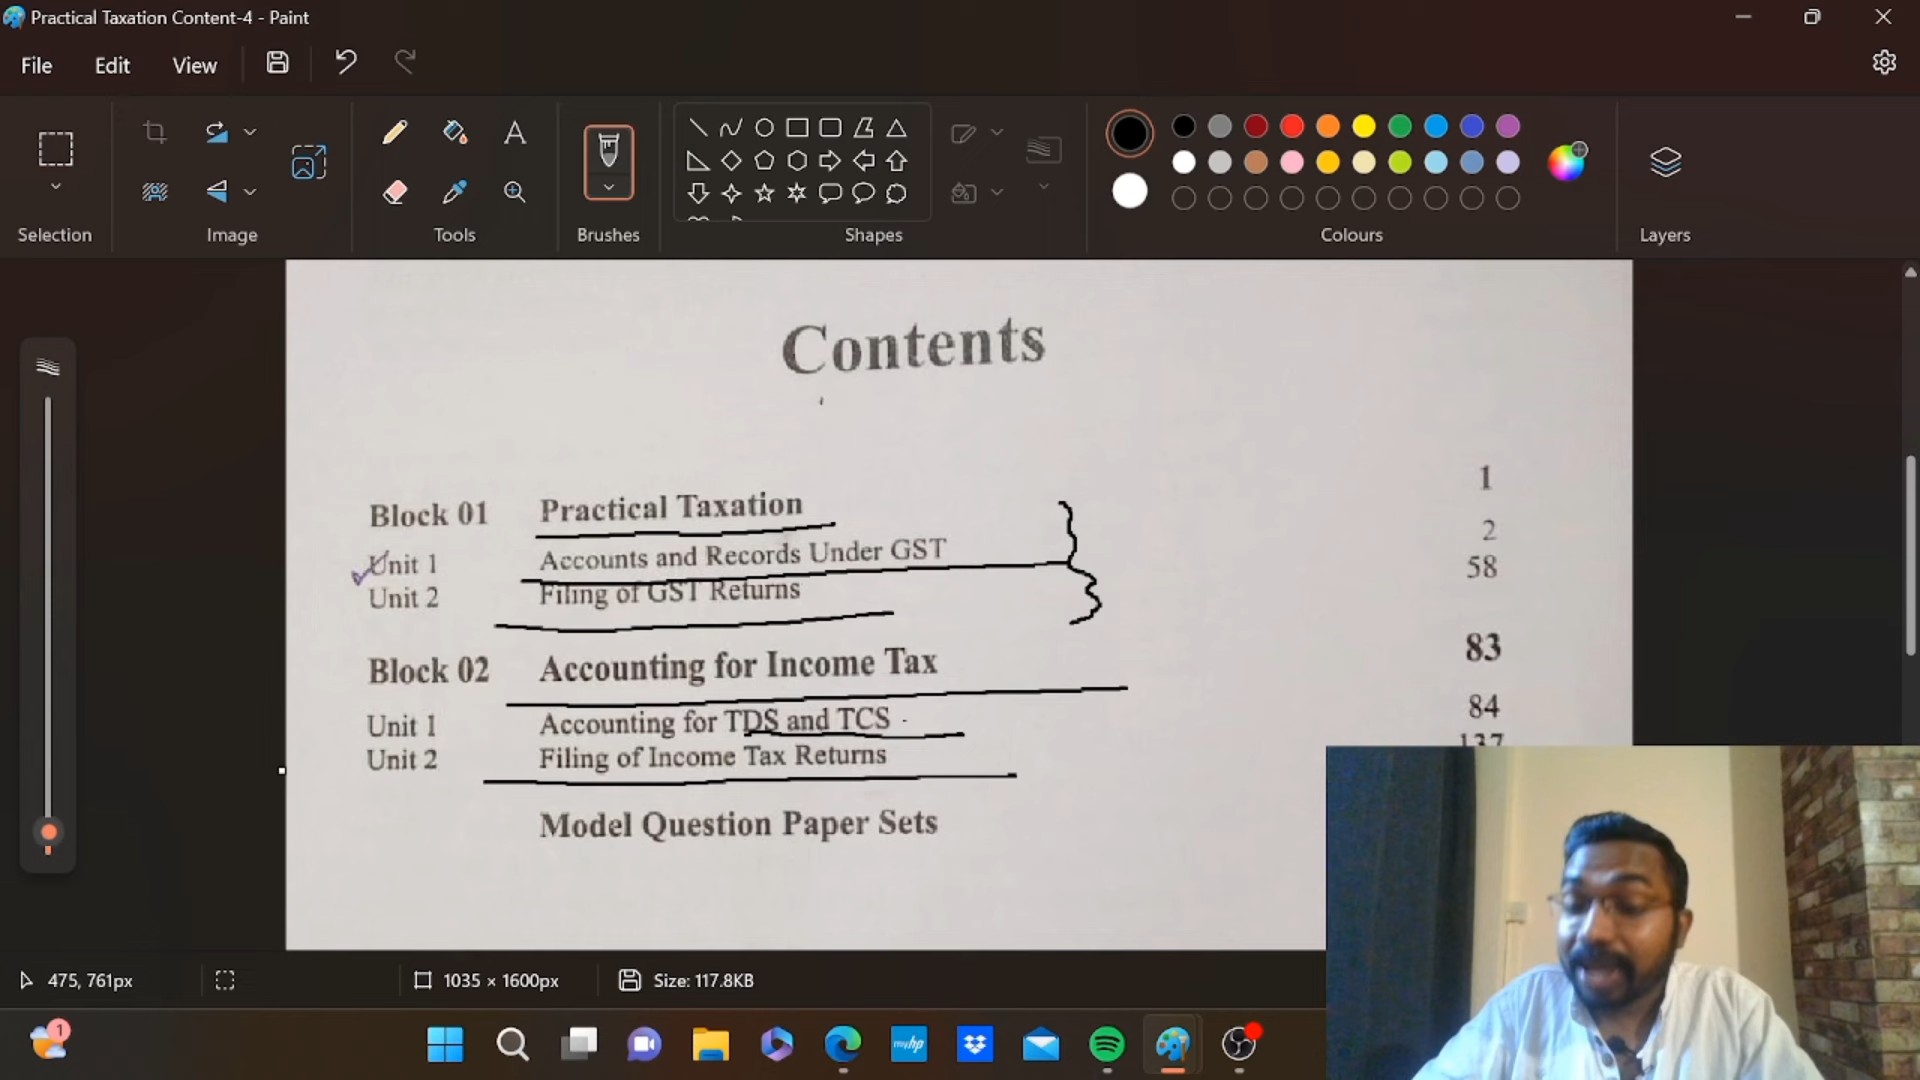 Practical Taxation Content-4 - Paint
File Edit View
Selection Image Tools Brushes Shapes Colours Layers
Contents
Block 01 Practical Taxation 1
Unit 1 Accounts and Records Under GST 2
Unit 2 Filing of GST Returns 58
Block 02 Accounting for Income Tax 83
Unit 1 Accounting for TDS and TCS 84
Unit 2 Filing of Income Tax Returns 137
Model Question Paper Sets
475, 761px 1035 × 1600px Size: 117.8KB
1 myhp